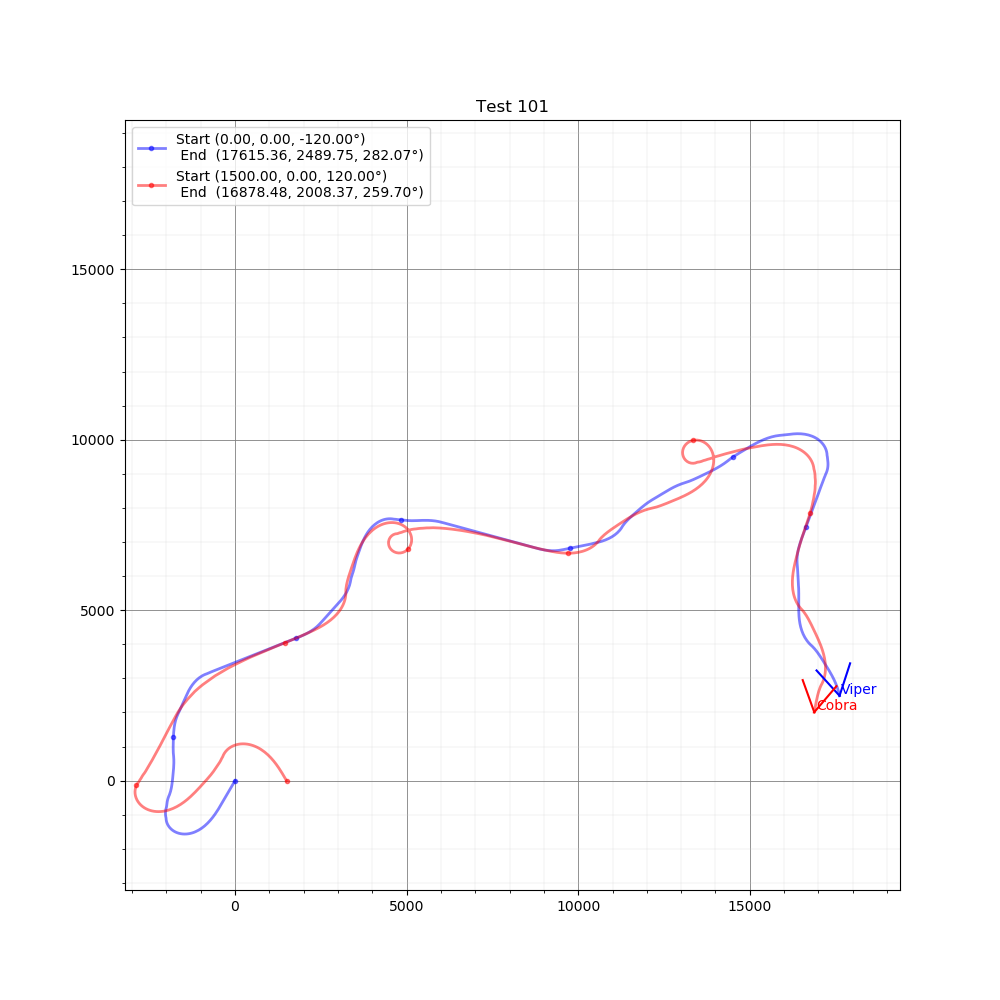 Test 101
Start (0.00, 0.00, -120.00°)
End (17615.36, 2489.75, 282.07°)
Start (1500.00, 0.00, 120.00°)
End (16878.48, 2008.37, 259.70°)
15000
10000
5000
0
Viper
Cobra
0 5000 10000 15000